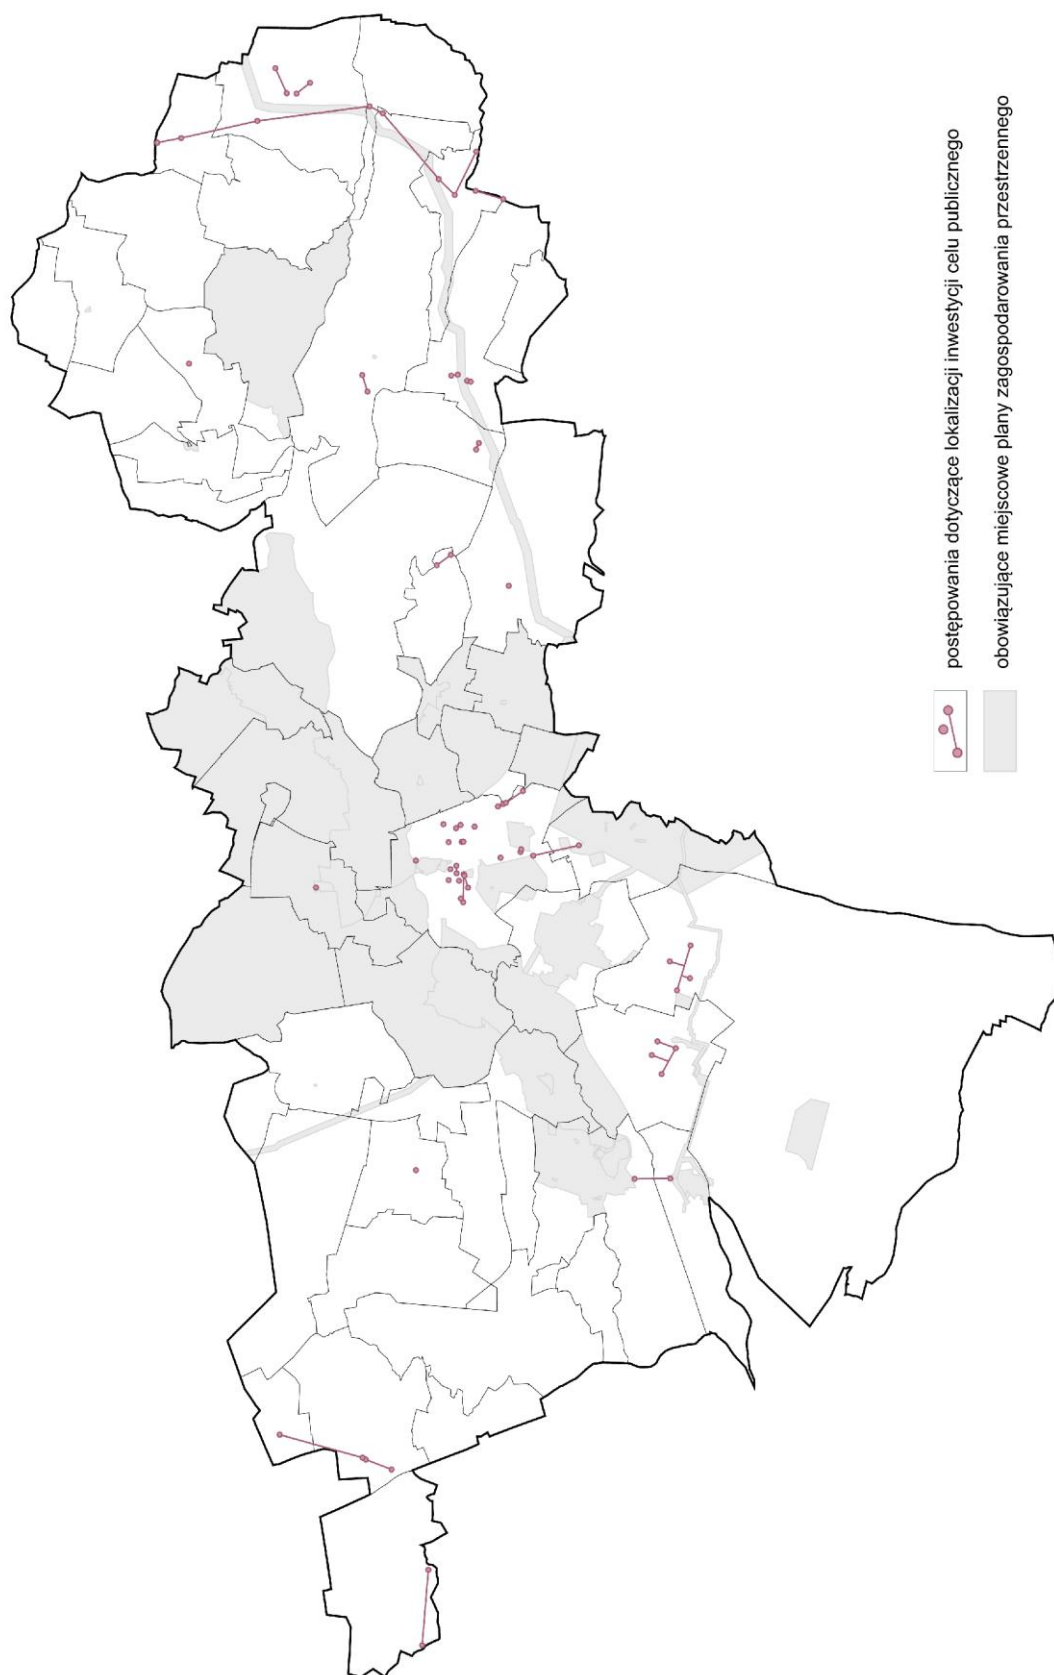 postępowania dotyczące lokalizacji inwestycji celu publicznego
obowiązujące miejscowe plany zagospodarowania przestrzennego